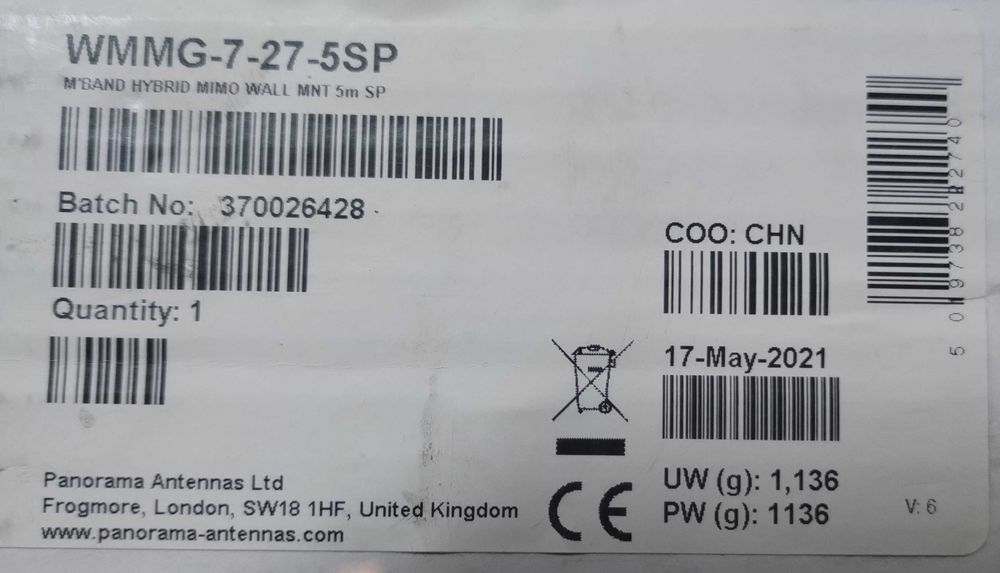 WMMG-7-27-5SP
M'BAND HYBRID MIMO WALL MNT 5m SP
Batch No: 370026428
Quantity: 1
COO: CHN
17-May-2021
UW (g): 1,136
PW (g): 1136
V: 6
5 019738 222740
Panorama Antennas Ltd
Frogmore, London, SW18 1HF, United Kingdom
www.panorama-antennas.com
CE